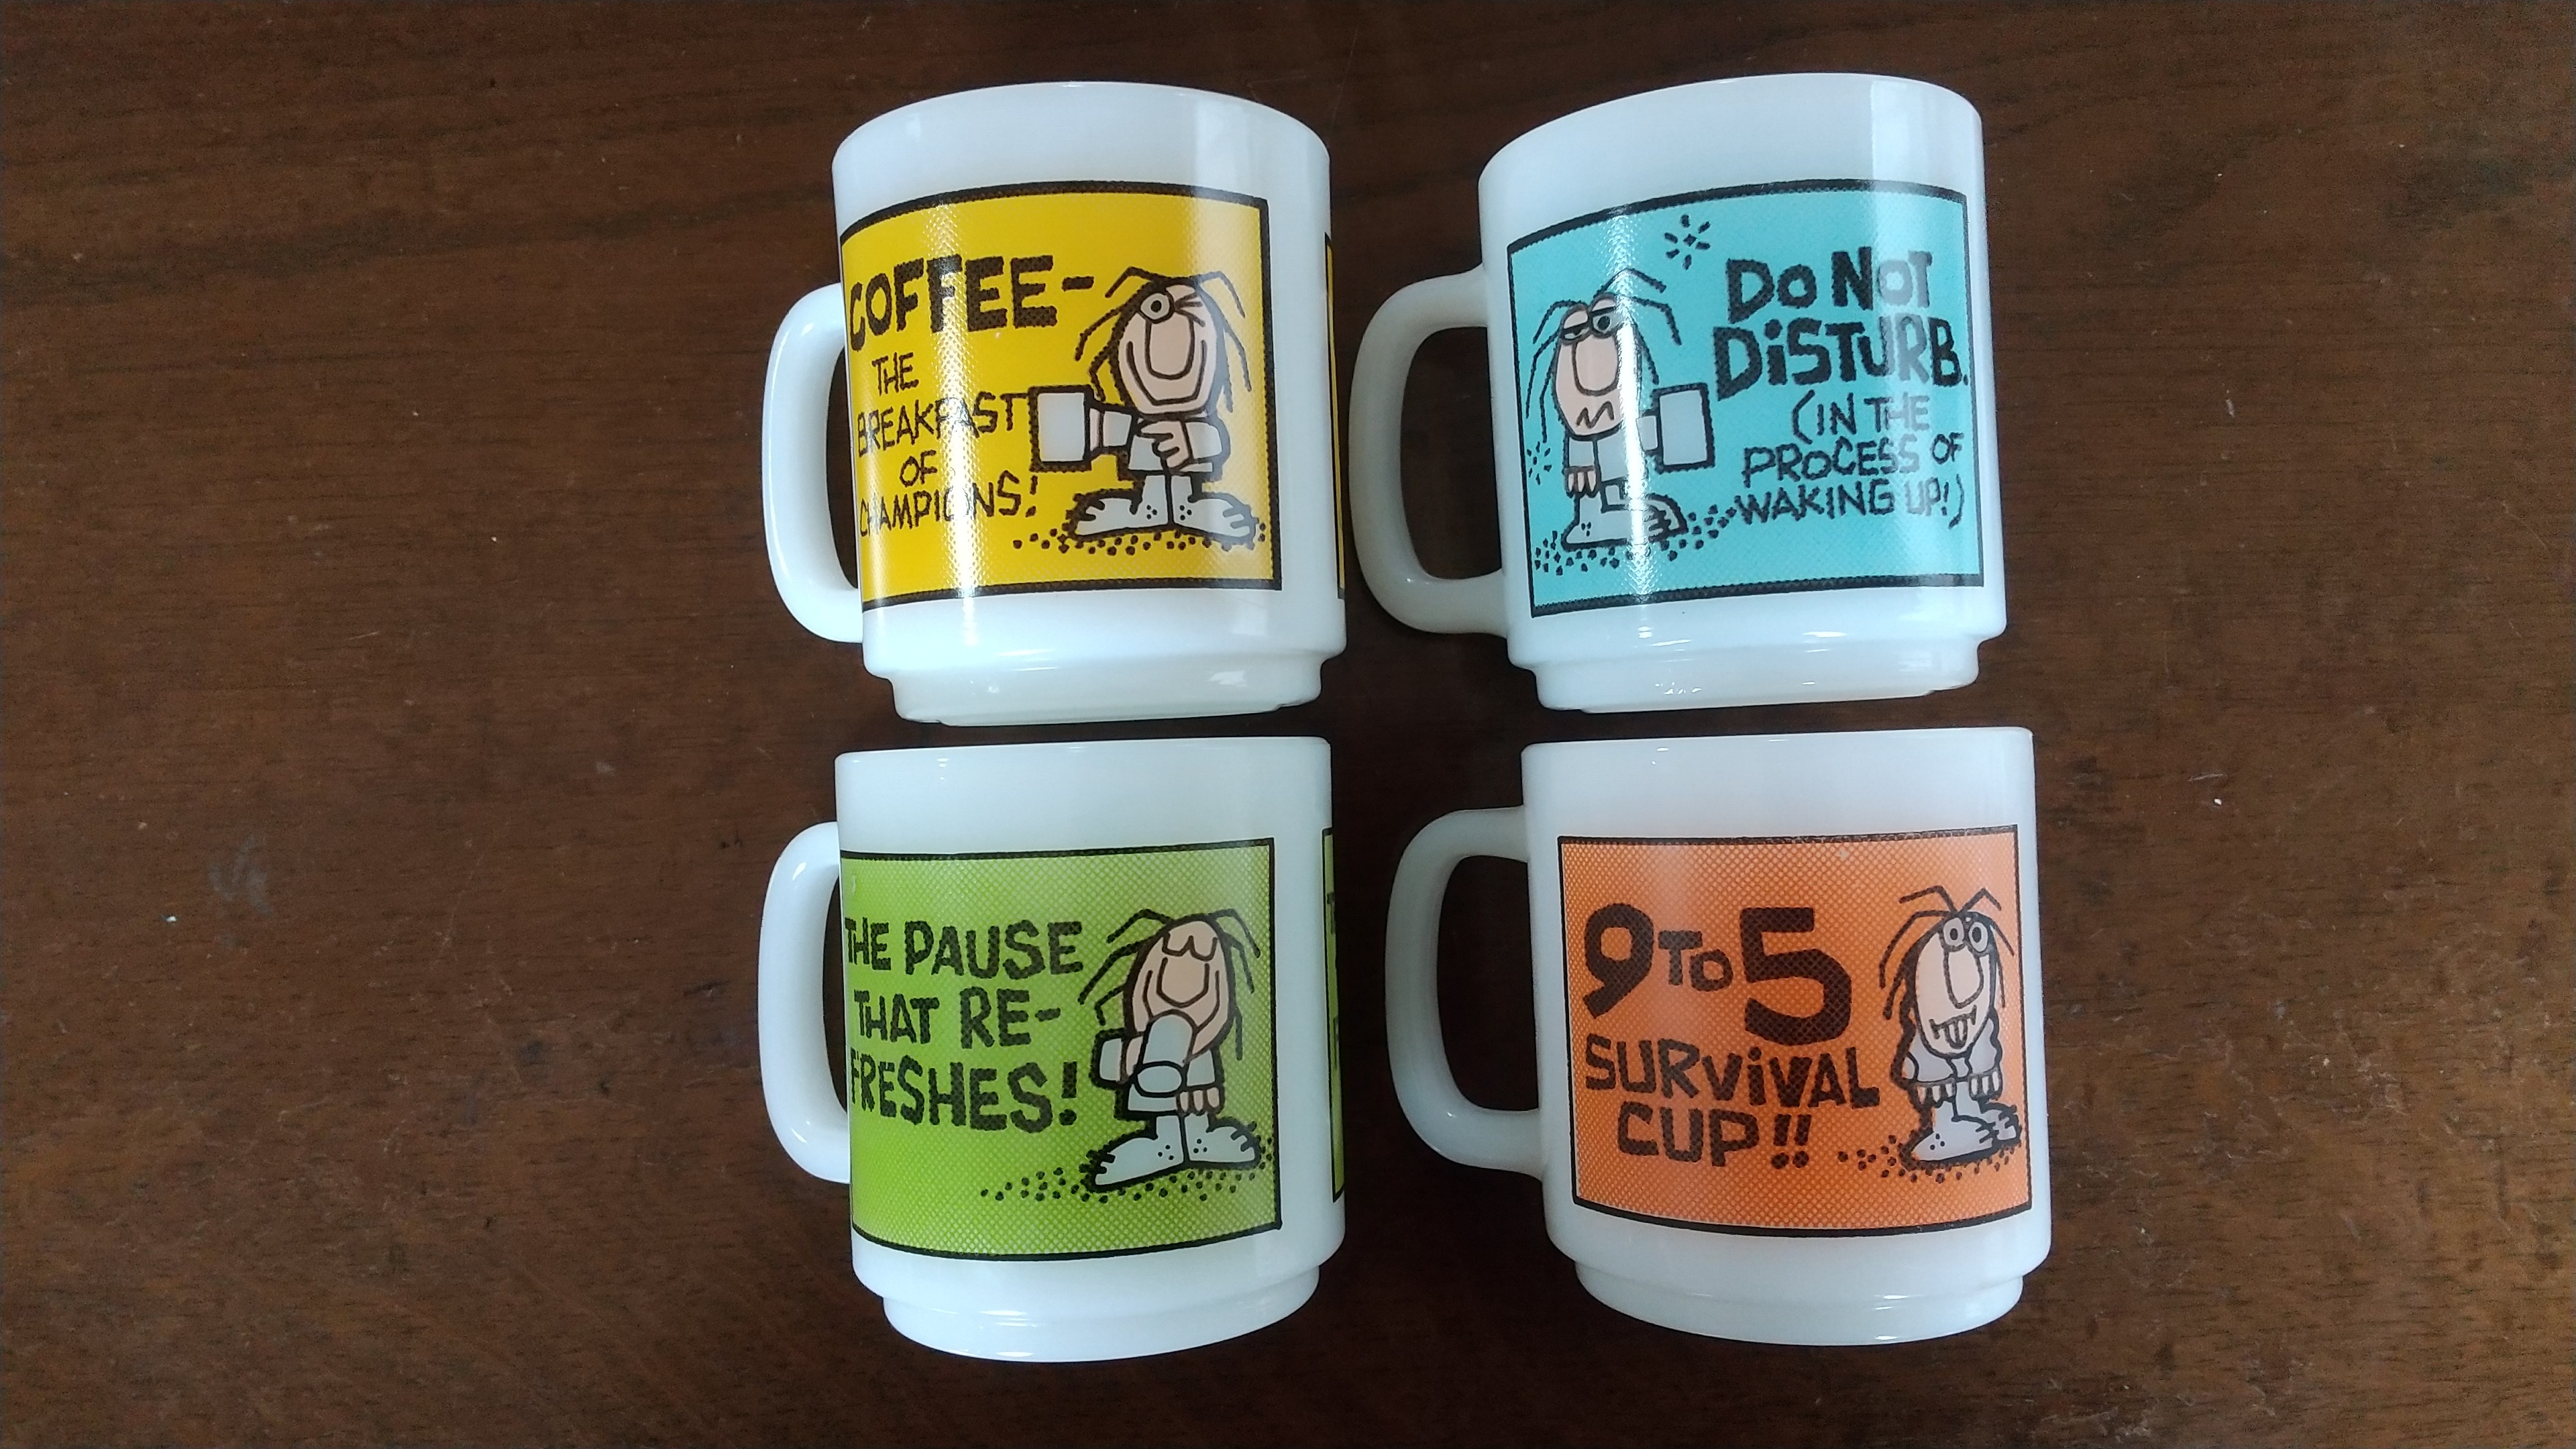 COFFEE-
THE
BREAKFAST
OF
CHAMPIONS!
DO NOT
DiSTURB.
(IN THE
PROCESS OF
WAKING UP!)
THE PAUSE
THAT RE-
FRESHES!
9 TO 5
SURViVAL
CUP!!